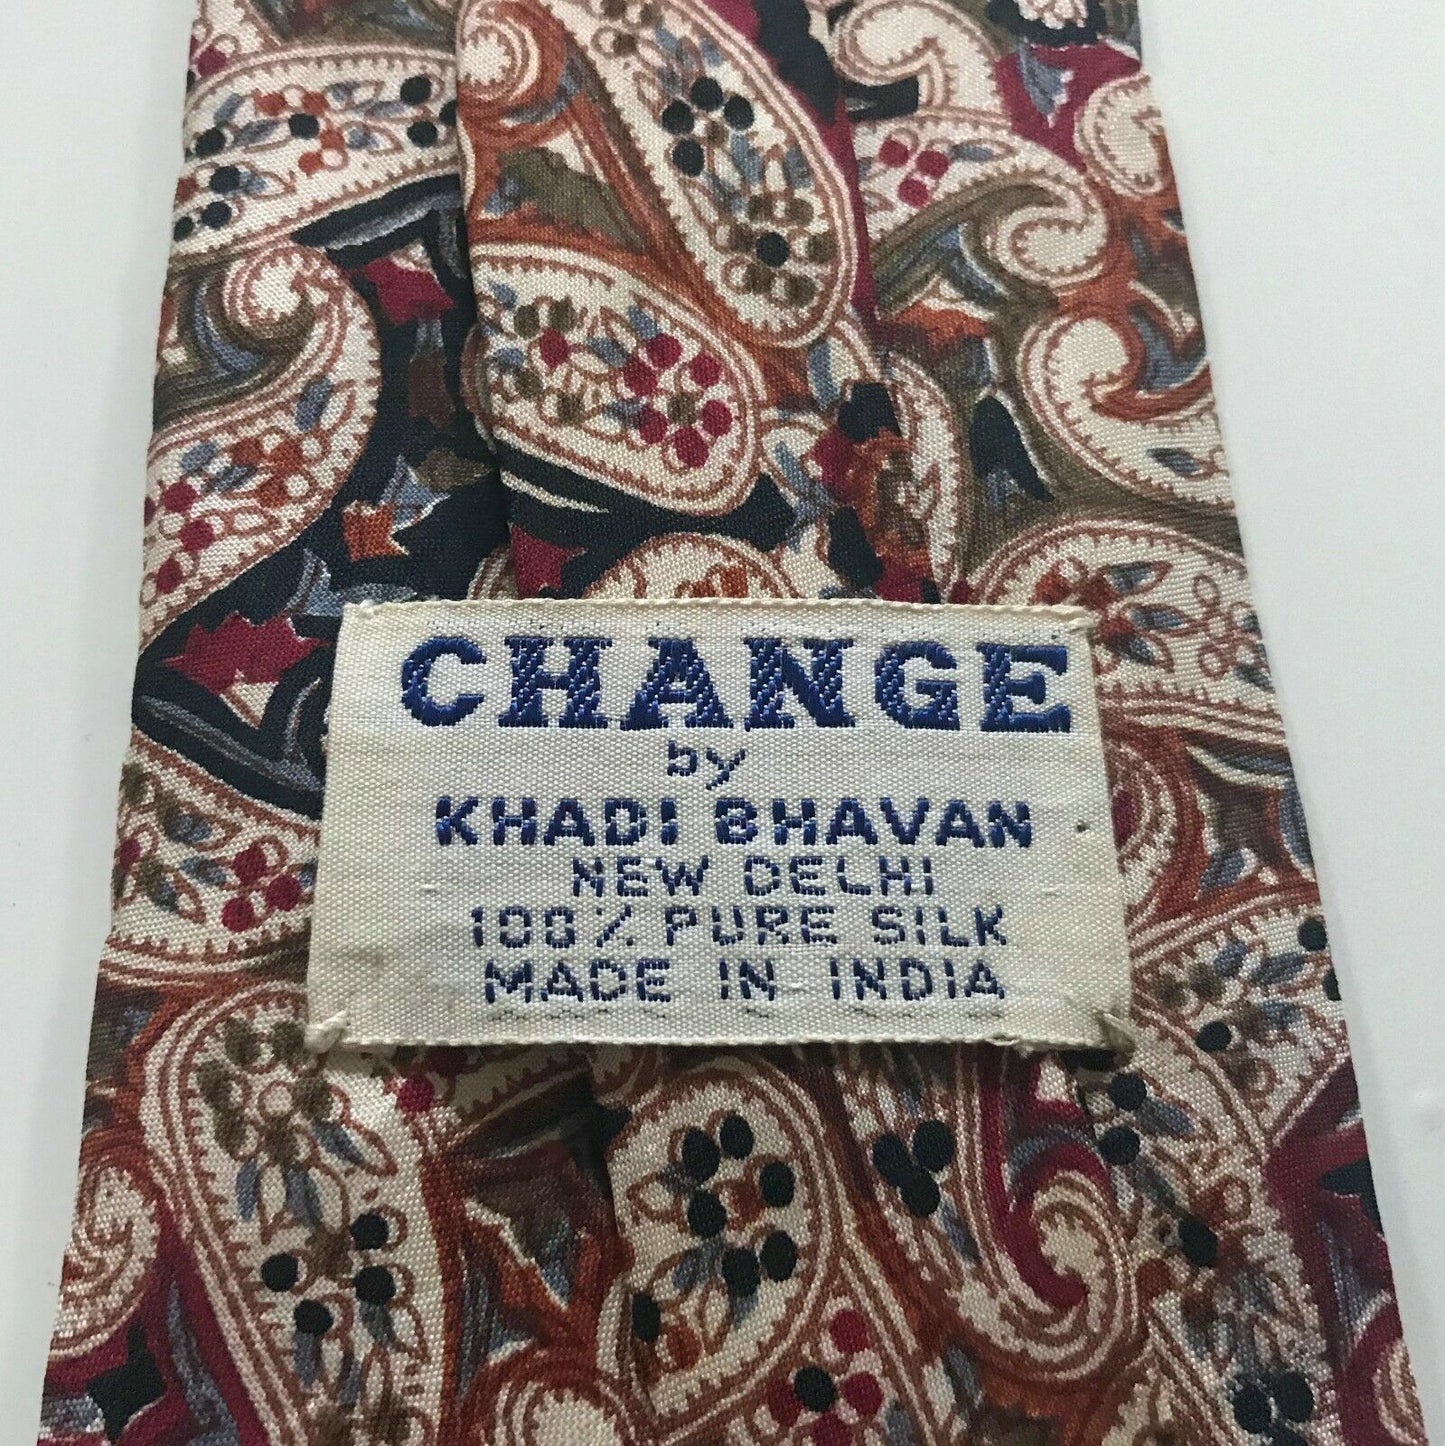 CHANGE
by
KHADI BHAVAN
NEW DELHI
100% PURE SILK
MADE IN INDIA